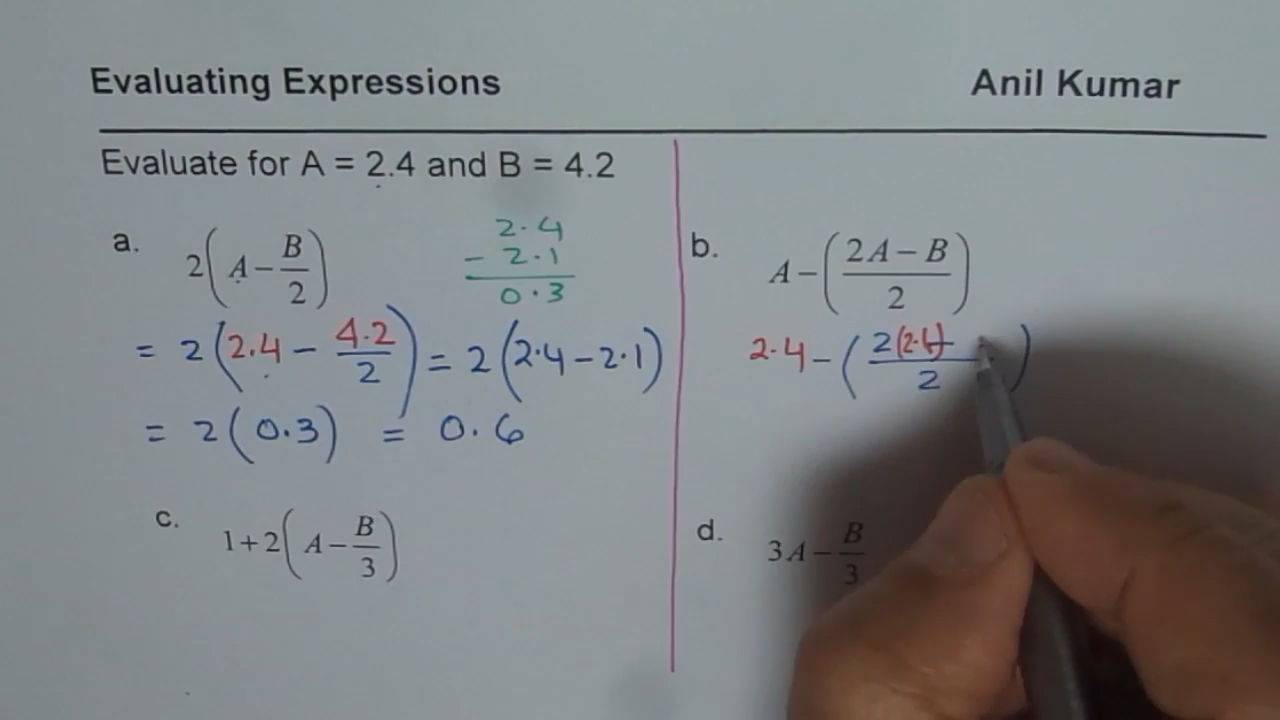 Evaluating Expressions Anil Kumar
Evaluate for A = 2.4 and B = 4.2
a. 2(A − B/2)
2.4
− 2.1
0.3
= 2(2.4 − 4.2/2) = 2(2.4 − 2.1)
= 2(0.3) = 0.6
b. A − ((2A − B)/2)
2.4 − (2(2.4) − /2)
c. 1+2(A − B/3)
d. 3A − B/3